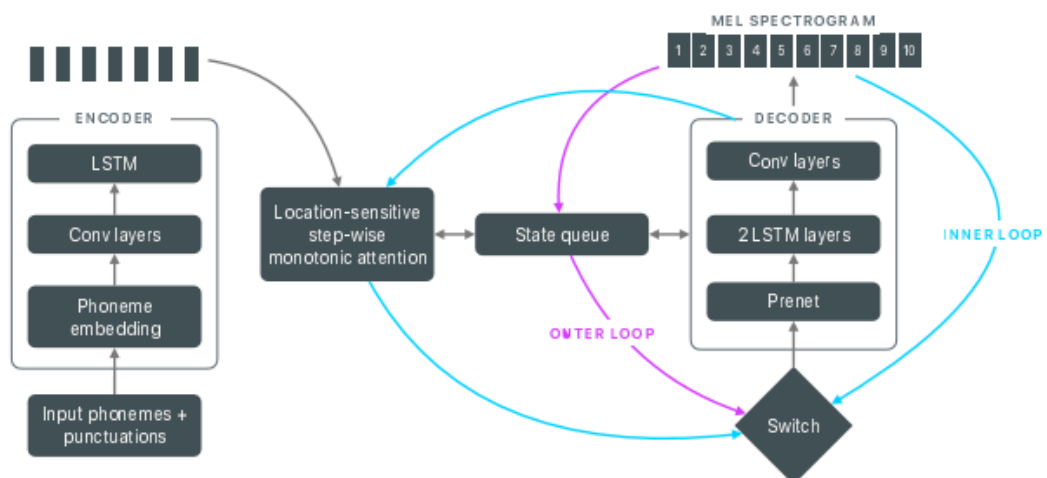 MEL SPECTROGRAM
1 2 3 4 5 6 7 8 9 10
ENCODER
LSTM
Conv layers
Phoneme
embedding
Input phonemes +
punctuations
Location-sensitive
step-wise
monotonic attention
State queue
OUTER LOOP
DECODER
Conv layers
2 LSTM layers
Prenet
Switch
INNER LOOP